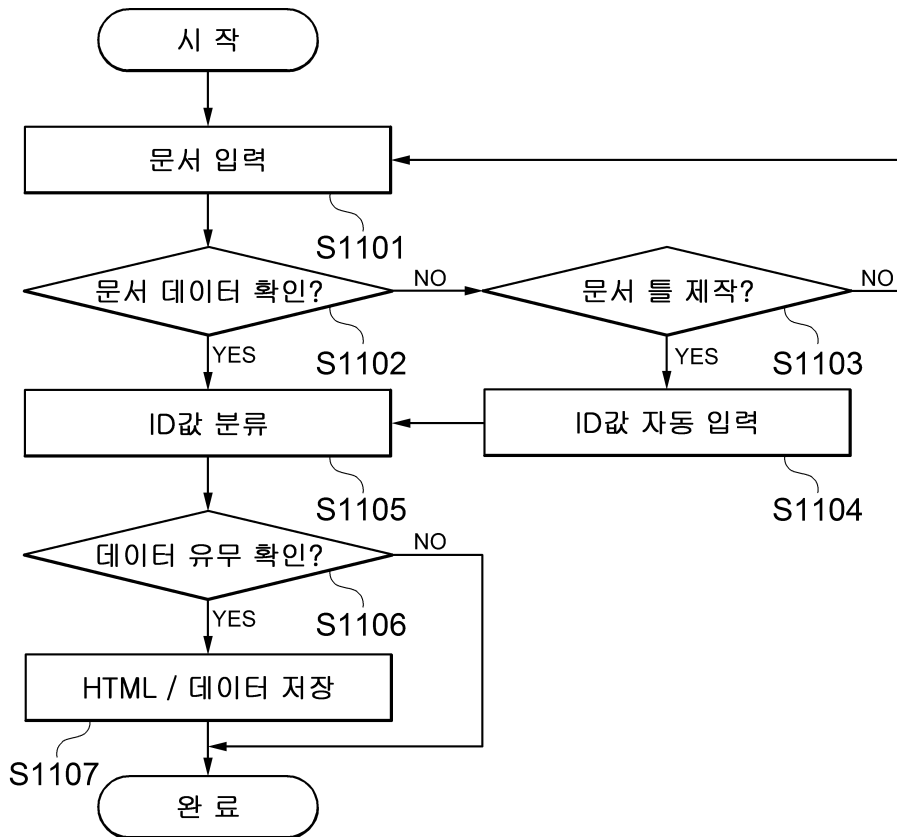 시 작
문서 입력
S1101
문서 데이터 확인?
NO
문서 틀 제작?
NO
S1102
YES
S1103
YES
ID값 분류
ID값 자동 입력
S1105
S1104
데이터 유무 확인?
NO
S1106
YES
HTML / 데이터 저장
S1107
완 료